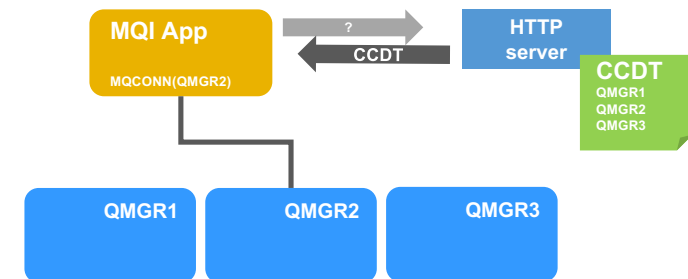 MQI App
MQCONN(QMGR2)
?
CCDT
HTTP
server
CCDT
QMGR1
QMGR2
QMGR3
QMGR1
QMGR2
QMGR3